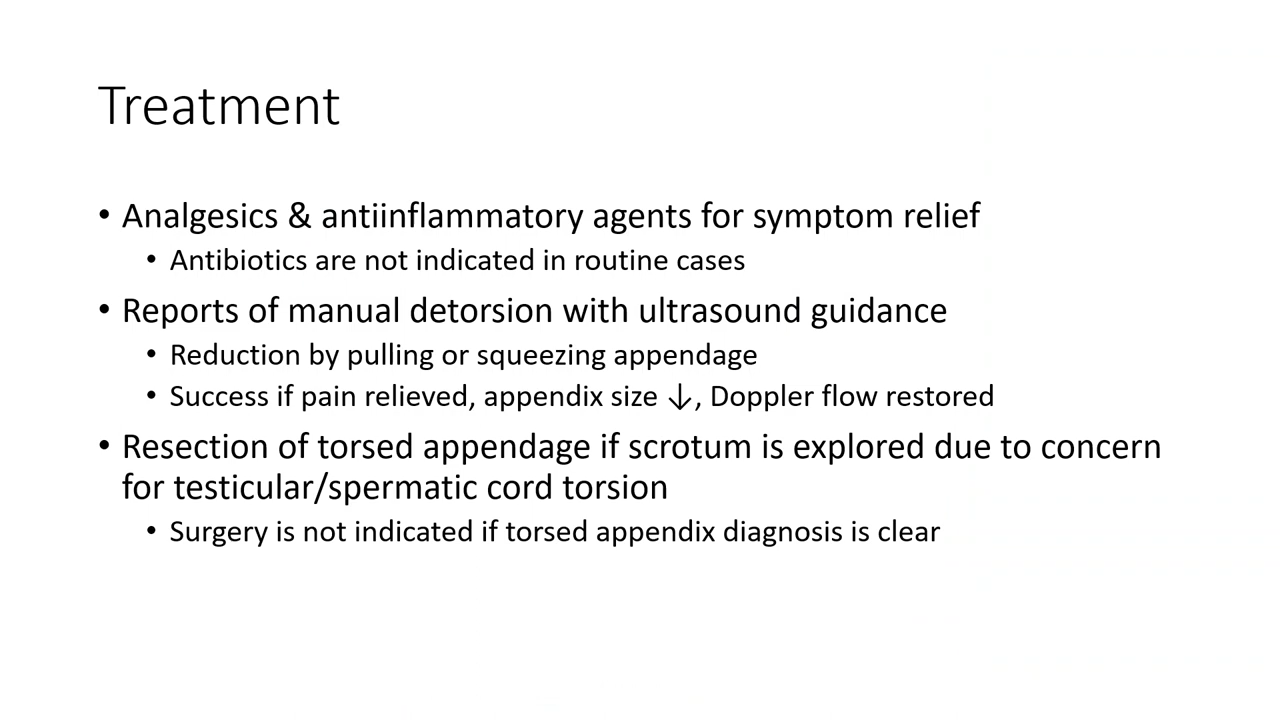 Treatment
• Analgesics & antiinflammatory agents for symptom relief
• Antibiotics are not indicated in routine cases
• Reports of manual detorsion with ultrasound guidance
• Reduction by pulling or squeezing appendage
• Success if pain relieved, appendix size ↓, Doppler flow restored
• Resection of torsed appendage if scrotum is explored due to concern
for testicular/spermatic cord torsion
• Surgery is not indicated if torsed appendix diagnosis is clear